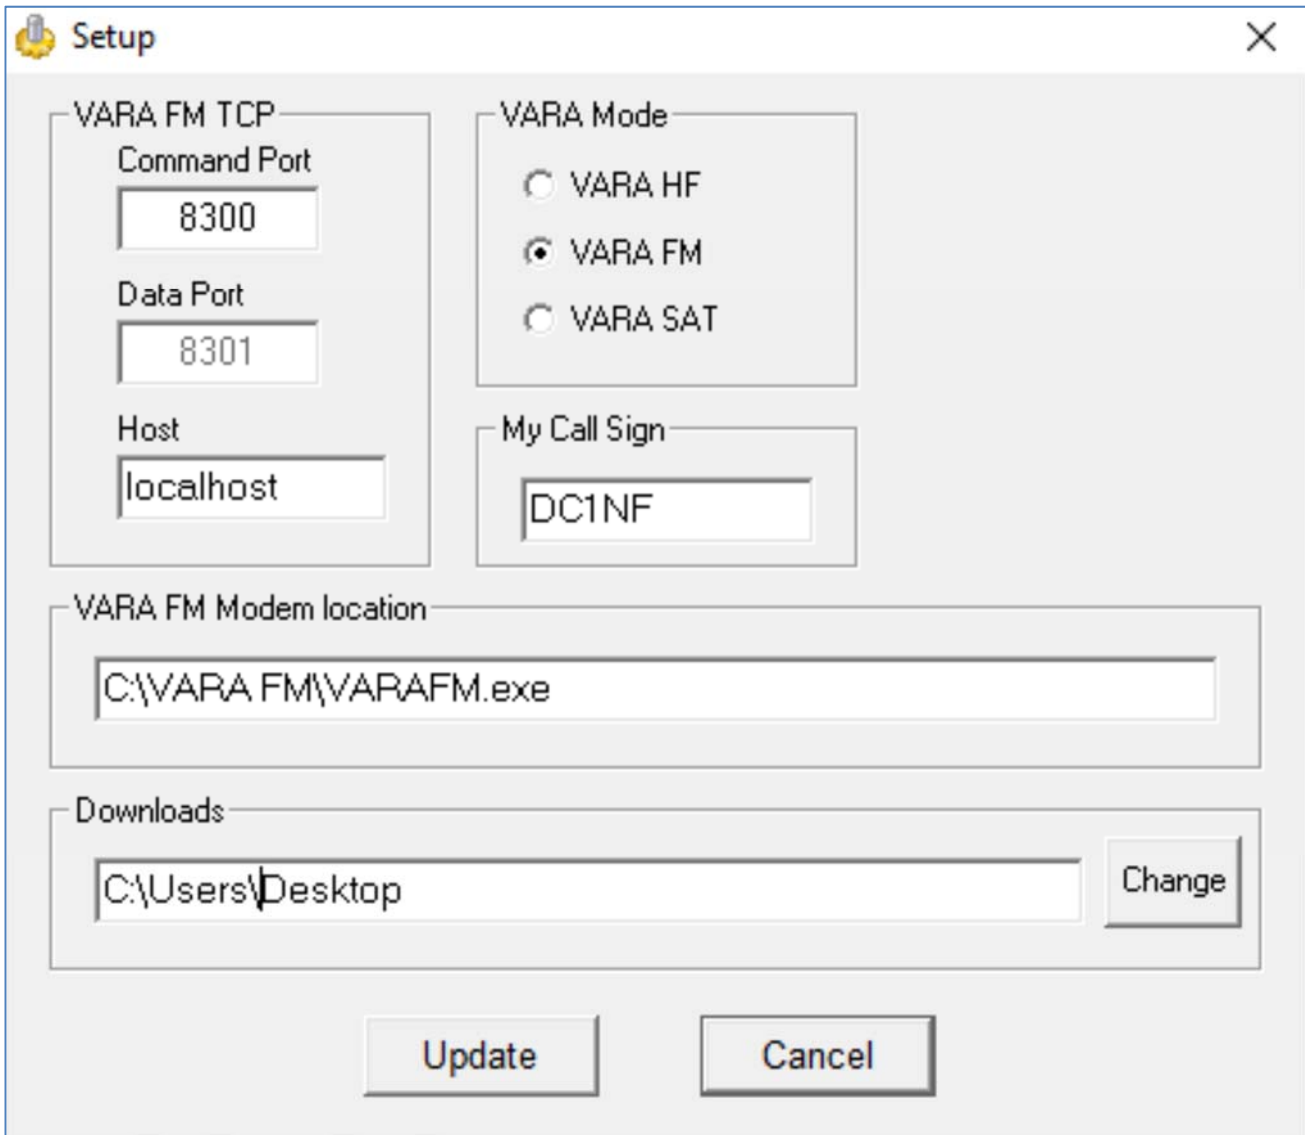 Setup
VARA FM TCP
Command Port
8300
Data Port
8301
Host
localhost
VARA Mode
VARA HF
VARA FM
VARA SAT
My Call Sign
DC1NF
VARA FM Modem location
C:\VARA FM\VARAFM.exe
Downloads
C:\Users\Desktop
Change
Update
Cancel